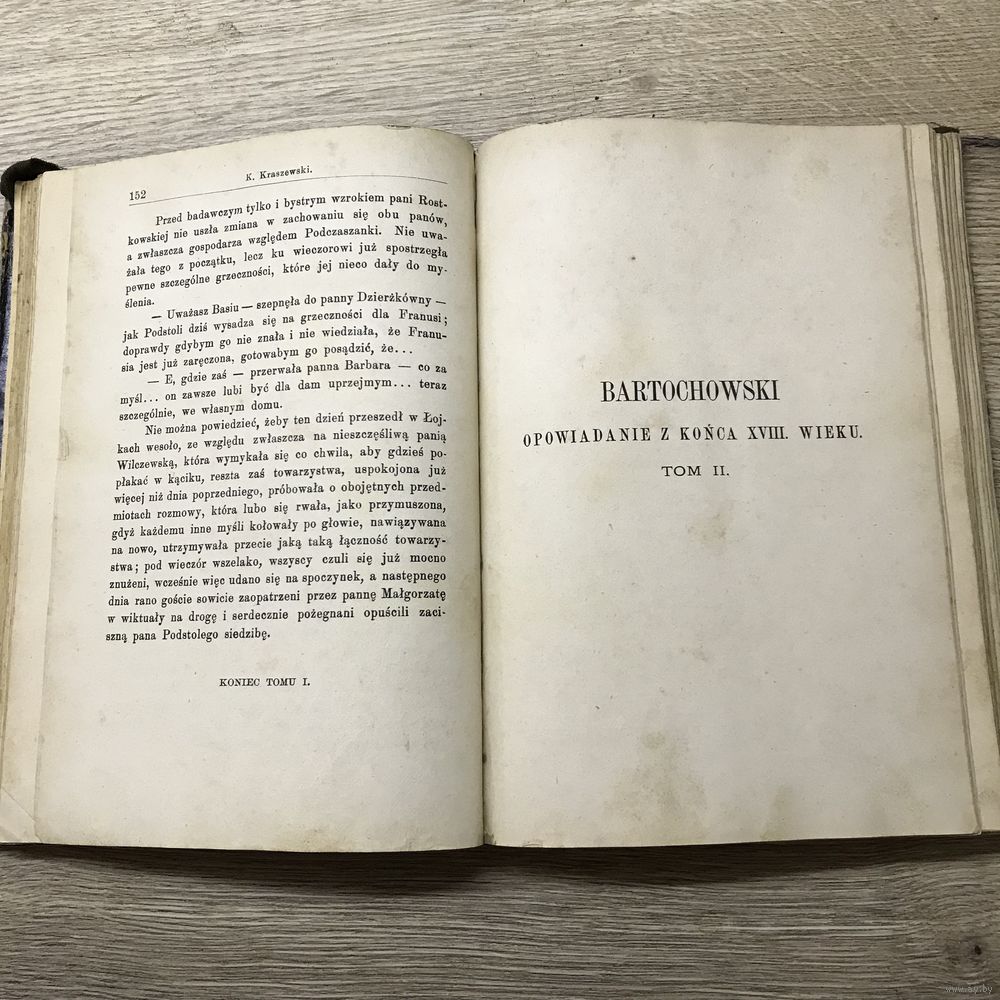 152
K. Kraszewski.
Przed badawczym tylko i bystrym wzrokiem pani Rost-
kowskiej nie uszła zmiana w zachowaniu się obu panów,
a zwłaszcza gospodarza względem Podczaszanki. Nie uwa-
żała tego z początku, lecz ku wieczorowi już spostrzegła
pewne szczególne grzeczności, które jej nieco dały do my-
ślenia.
— Uważasz Basiu — szepnęła do panny Dzierżkówny —
jak Podstoli dziś wysadza się na grzeczności dla Franusi;
doprawdy gdybym go nie znała i nie wiedziała, że Franu-
sia jest już zaręczona, gotowabym go posądzić, że...
— E, gdzie zaś — przerwała panna Barbara — co za
myśl... on zawsze lubi być dla dam uprzejmym... teraz
szczególnie, we własnym domu.
Nie można powiedzieć, żeby ten dzień przeszedł w Łoj-
kach wesoło, ze względu zwłaszcza na nieszczęśliwą panią
Wilczewską, która wymykała się co chwila, aby gdzieś po-
płakać w kąciku, reszta zaś towarzystwa, uspokojona już
więcej niż dnia poprzedniego, próbowała o obojętnych przed-
miotach rozmowy, która lubo się rwała, jako przymuszona,
gdyż każdemu inne myśli kołowały po głowie, nawiązywana
na nowo, utrzymywała przecie jaką taką łączność towarzy-
stwa; pod wieczór wszelako, wszyscy czuli się już mocno
znużeni, wcześnie więc udano się na spoczynek, a następnego
dnia rano goście sowicie zaopatrzeni przez pannę Małgorzatę
w wiktuały na drogę i serdecznie pożegnani opuścili zaci-
szną pana Podstolego siedzibę.
KONIEC TOMU I.
BARTOCHOWSKI
OPOWIADANIE Z KOŃCA XVIII. WIEKU.
TOM II.
www.ay.by